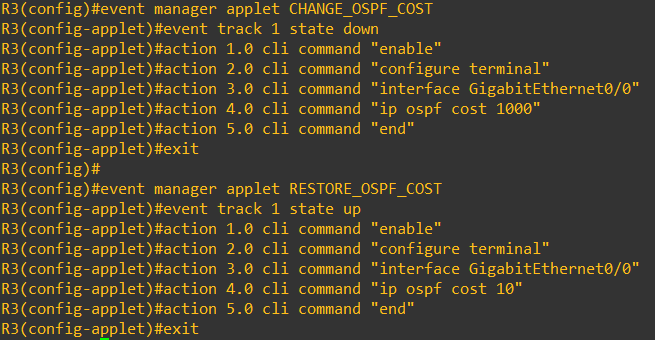 R3(config)#event manager applet CHANGE_OSPF_COST
R3(config-applet)#event track 1 state down
R3(config-applet)#action 1.0 cli command "enable"
R3(config-applet)#action 2.0 cli command "configure terminal"
R3(config-applet)#action 3.0 cli command "interface GigabitEthernet0/0"
R3(config-applet)#action 4.0 cli command "ip ospf cost 1000"
R3(config-applet)#action 5.0 cli command "end"
R3(config-applet)#exit
R3(config)#
R3(config)#event manager applet RESTORE_OSPF_COST
R3(config-applet)#event track 1 state up
R3(config-applet)#action 1.0 cli command "enable"
R3(config-applet)#action 2.0 cli command "configure terminal"
R3(config-applet)#action 3.0 cli command "interface GigabitEthernet0/0"
R3(config-applet)#action 4.0 cli command "ip ospf cost 10"
R3(config-applet)#action 5.0 cli command "end"
R3(config-applet)#exit